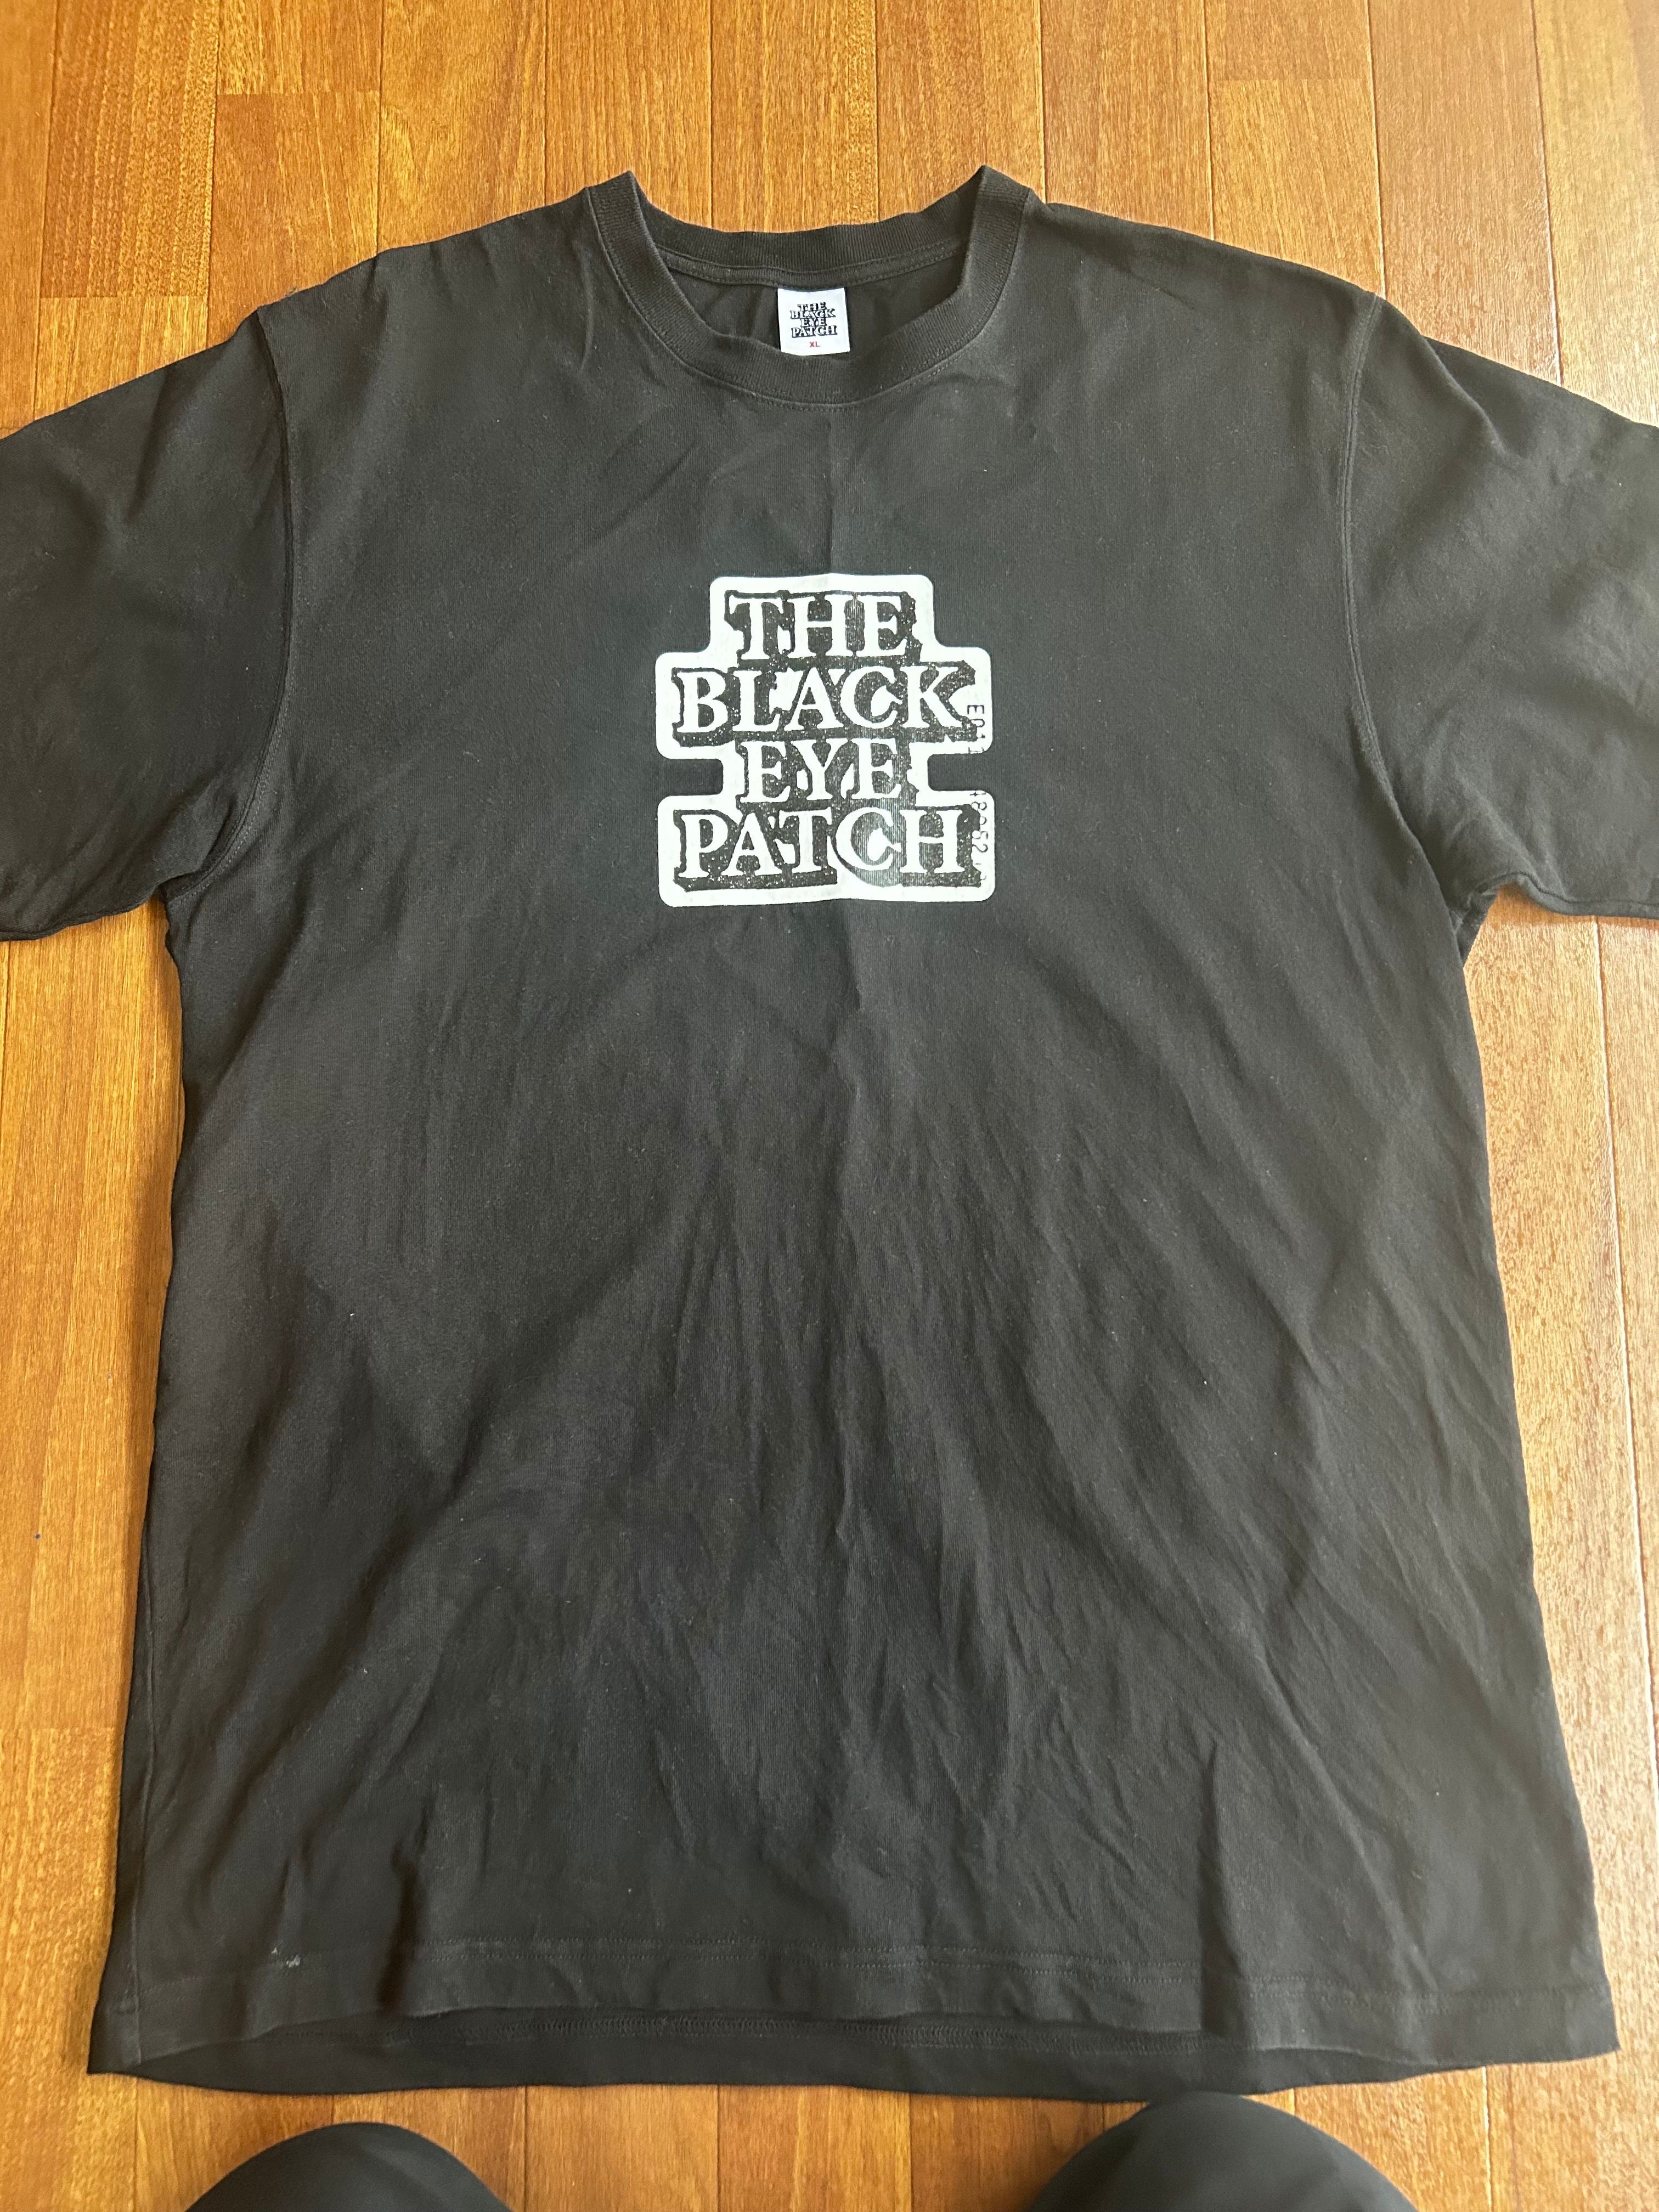 THE
BLACK
EYE
PATCH
XL
THE
BLACK
EYE
PATCH